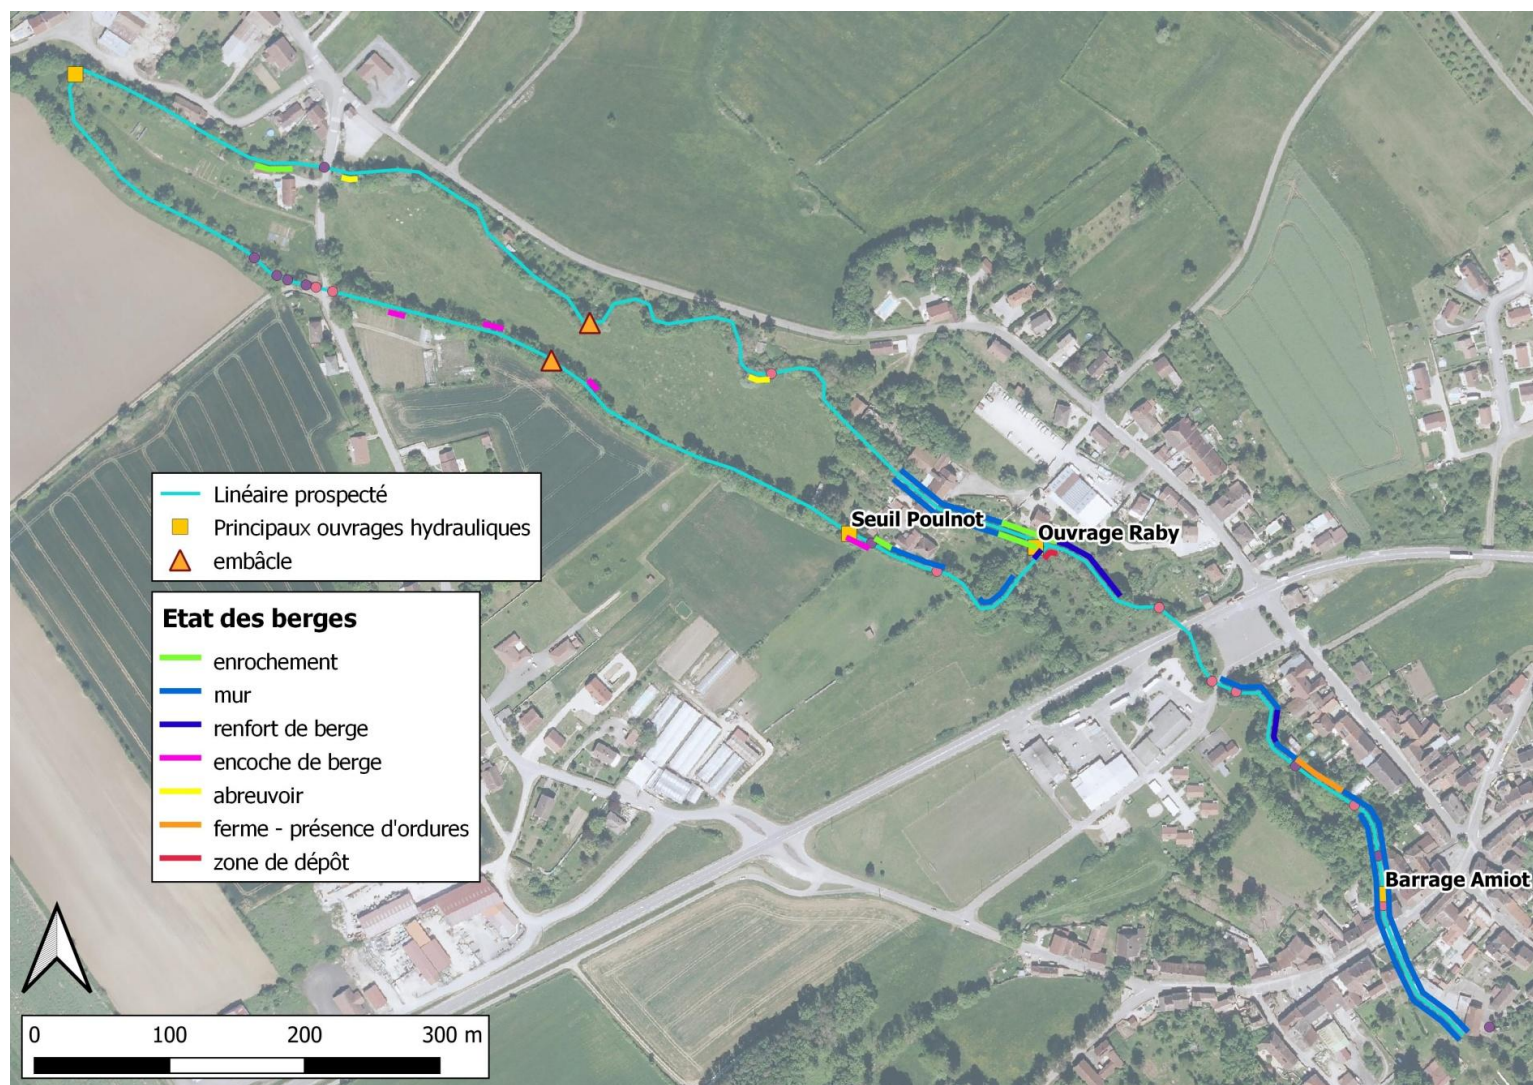 Linéaire prospecté
Principaux ouvrages hydrauliques
embâcle
Seuil Poulnot
Ouvrage Raby
Etat des berges
enrochement
mur
renfort de berge
encoche de berge
abreuvoir
ferme - présence d'ordures
zone de dépôt
Barrage Amiot
0 100 200 300 m